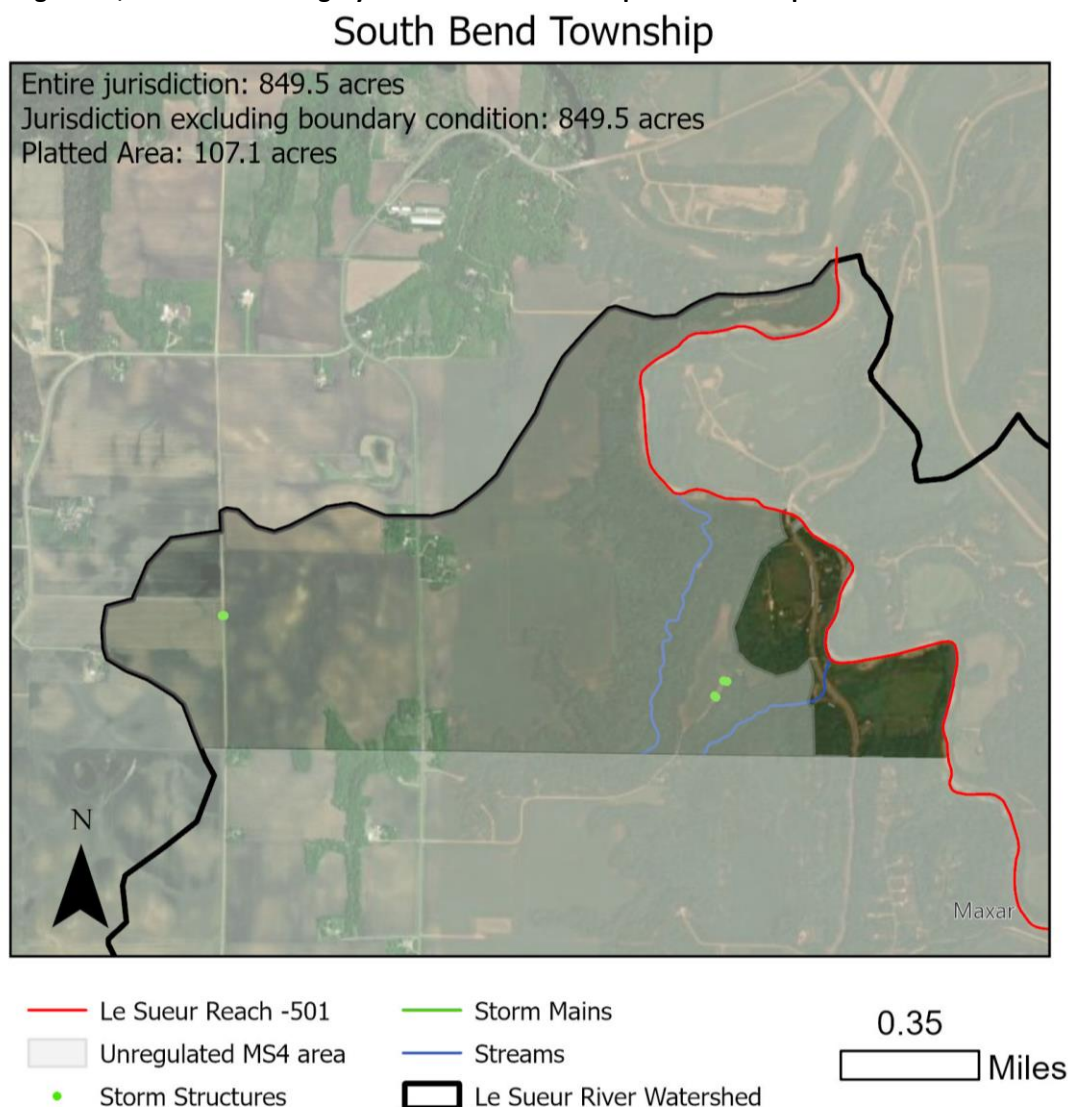 South Bend Township
Entire jurisdiction: 849.5 acres
Jurisdiction excluding boundary condition: 849.5 acres
Platted Area: 107.1 acres
N
Maxar
Le Sueur Reach -501
Storm Mains
0.35
Unregulated MS4 area
Streams
Miles
Storm Structures
Le Sueur River Watershed